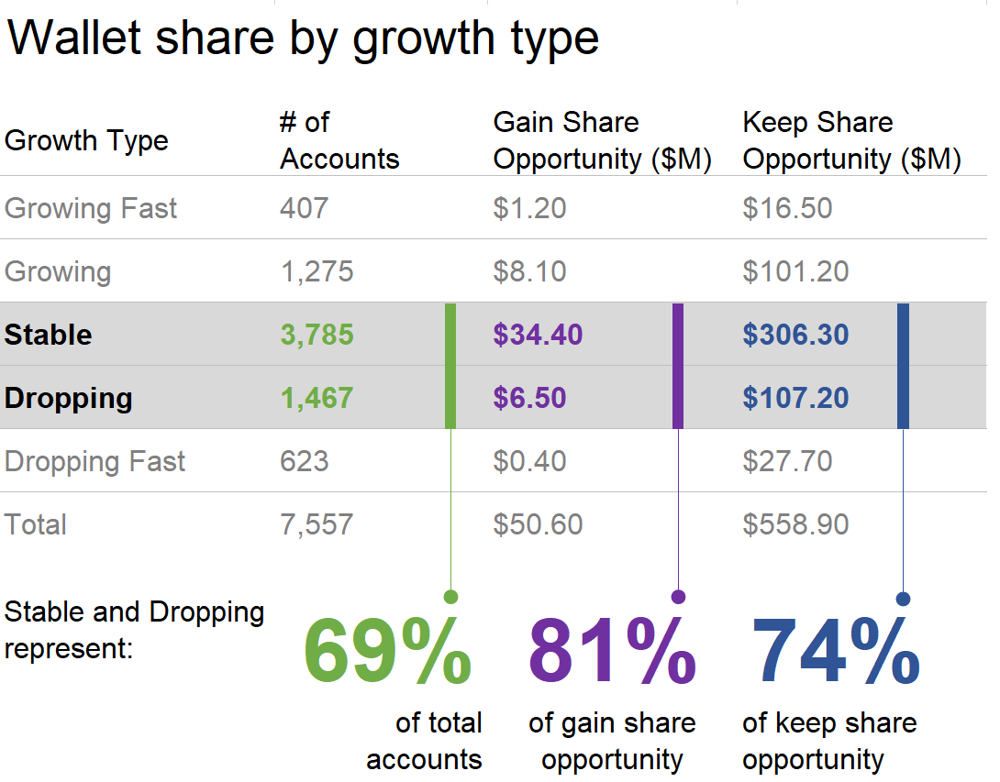 Wallet share by growth type
Growth Type # of Accounts Gain Share Opportunity ($M) Keep Share Opportunity ($M)
Growing Fast 407 $1.20 $16.50
Growing 1,275 $8.10 $101.20
Stable 3,785 $34.40 $306.30
Dropping 1,467 $6.50 $107.20
Dropping Fast 623 $0.40 $27.70
Total 7,557 $50.60 $558.90
Stable and Dropping
represent:
69% 81% 74%
of total of gain share of keep share
accounts opportunity opportunity